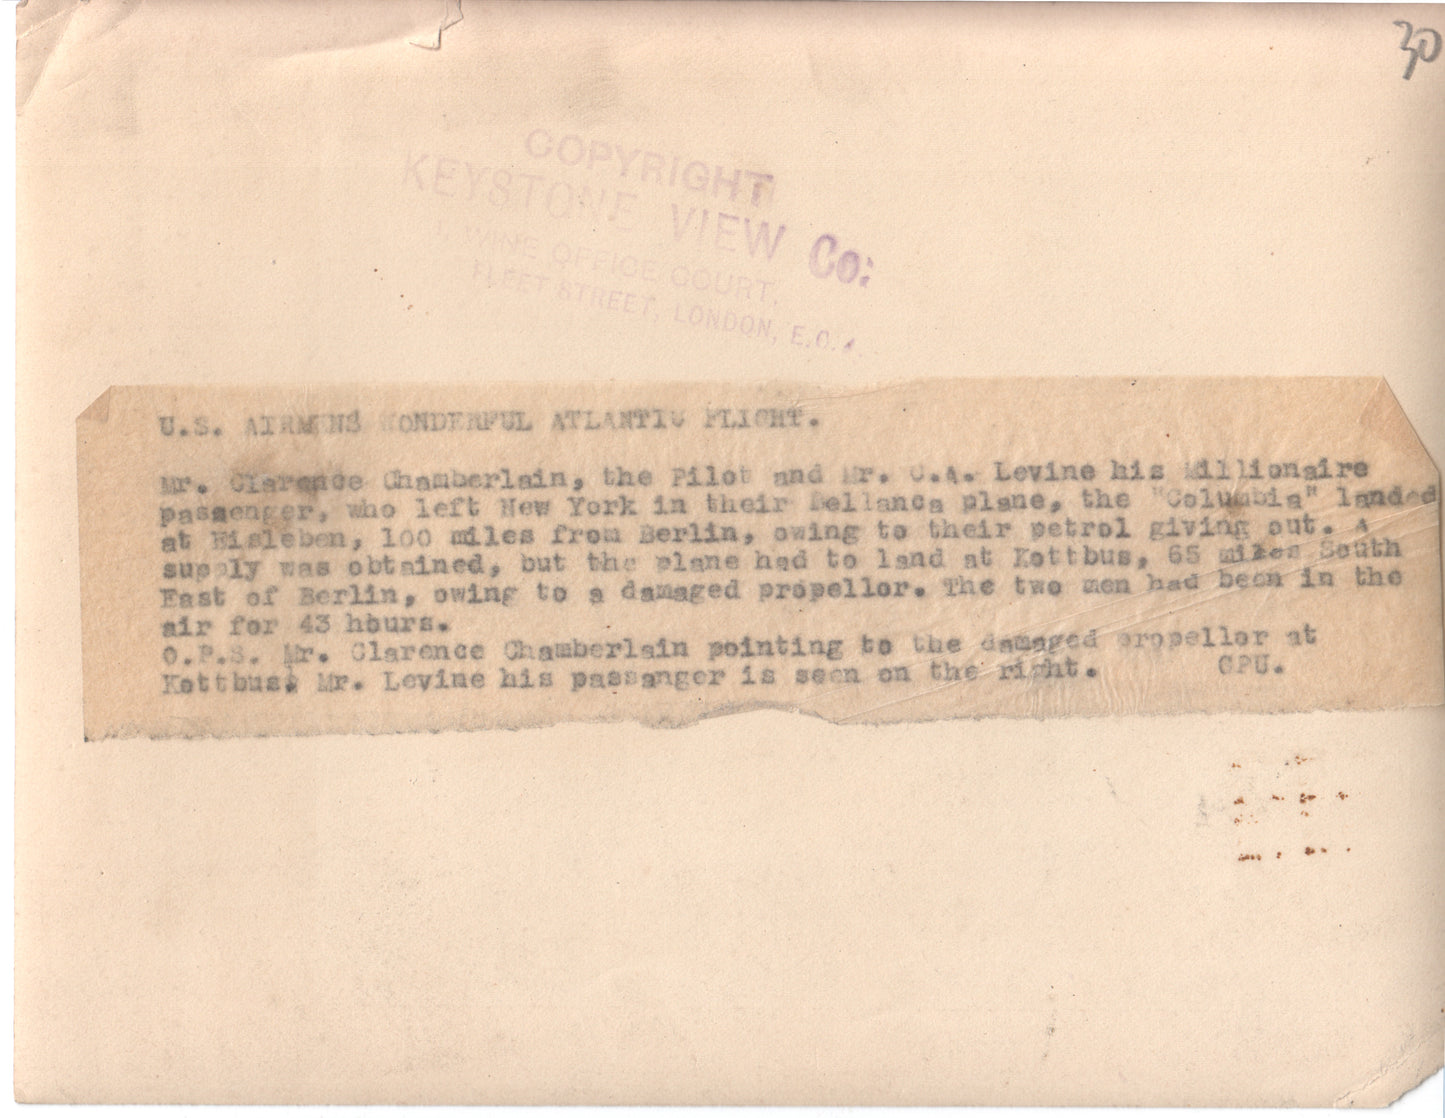 COPYRIGHT
KEYSTONE VIEW Co:
1, WINE OFFICE COURT,
FLEET STREET, LONDON, E.C.4.
U.S. AIRMENS WONDERFUL ATLANTIC FLIGHT.
Mr. Clarence Chamberlain, the Pilot and Mr. C.A. Levine his Millionaire
passenger, who left New York in their Bellanca plane, the "Columbia" landed
at Eisleben, 100 miles from Berlin, owing to their petrol giving out. A
supply was obtained, but the plane had to land at Kottbus, 65 miles South
East of Berlin, owing to a damaged propellor. The two men had been in the
air for 43 hours.
O.P.S. Mr. Clarence Chamberlain pointing to the damaged propellor at
Kottbus. Mr. Levine his passanger is seen on the right. CPU.